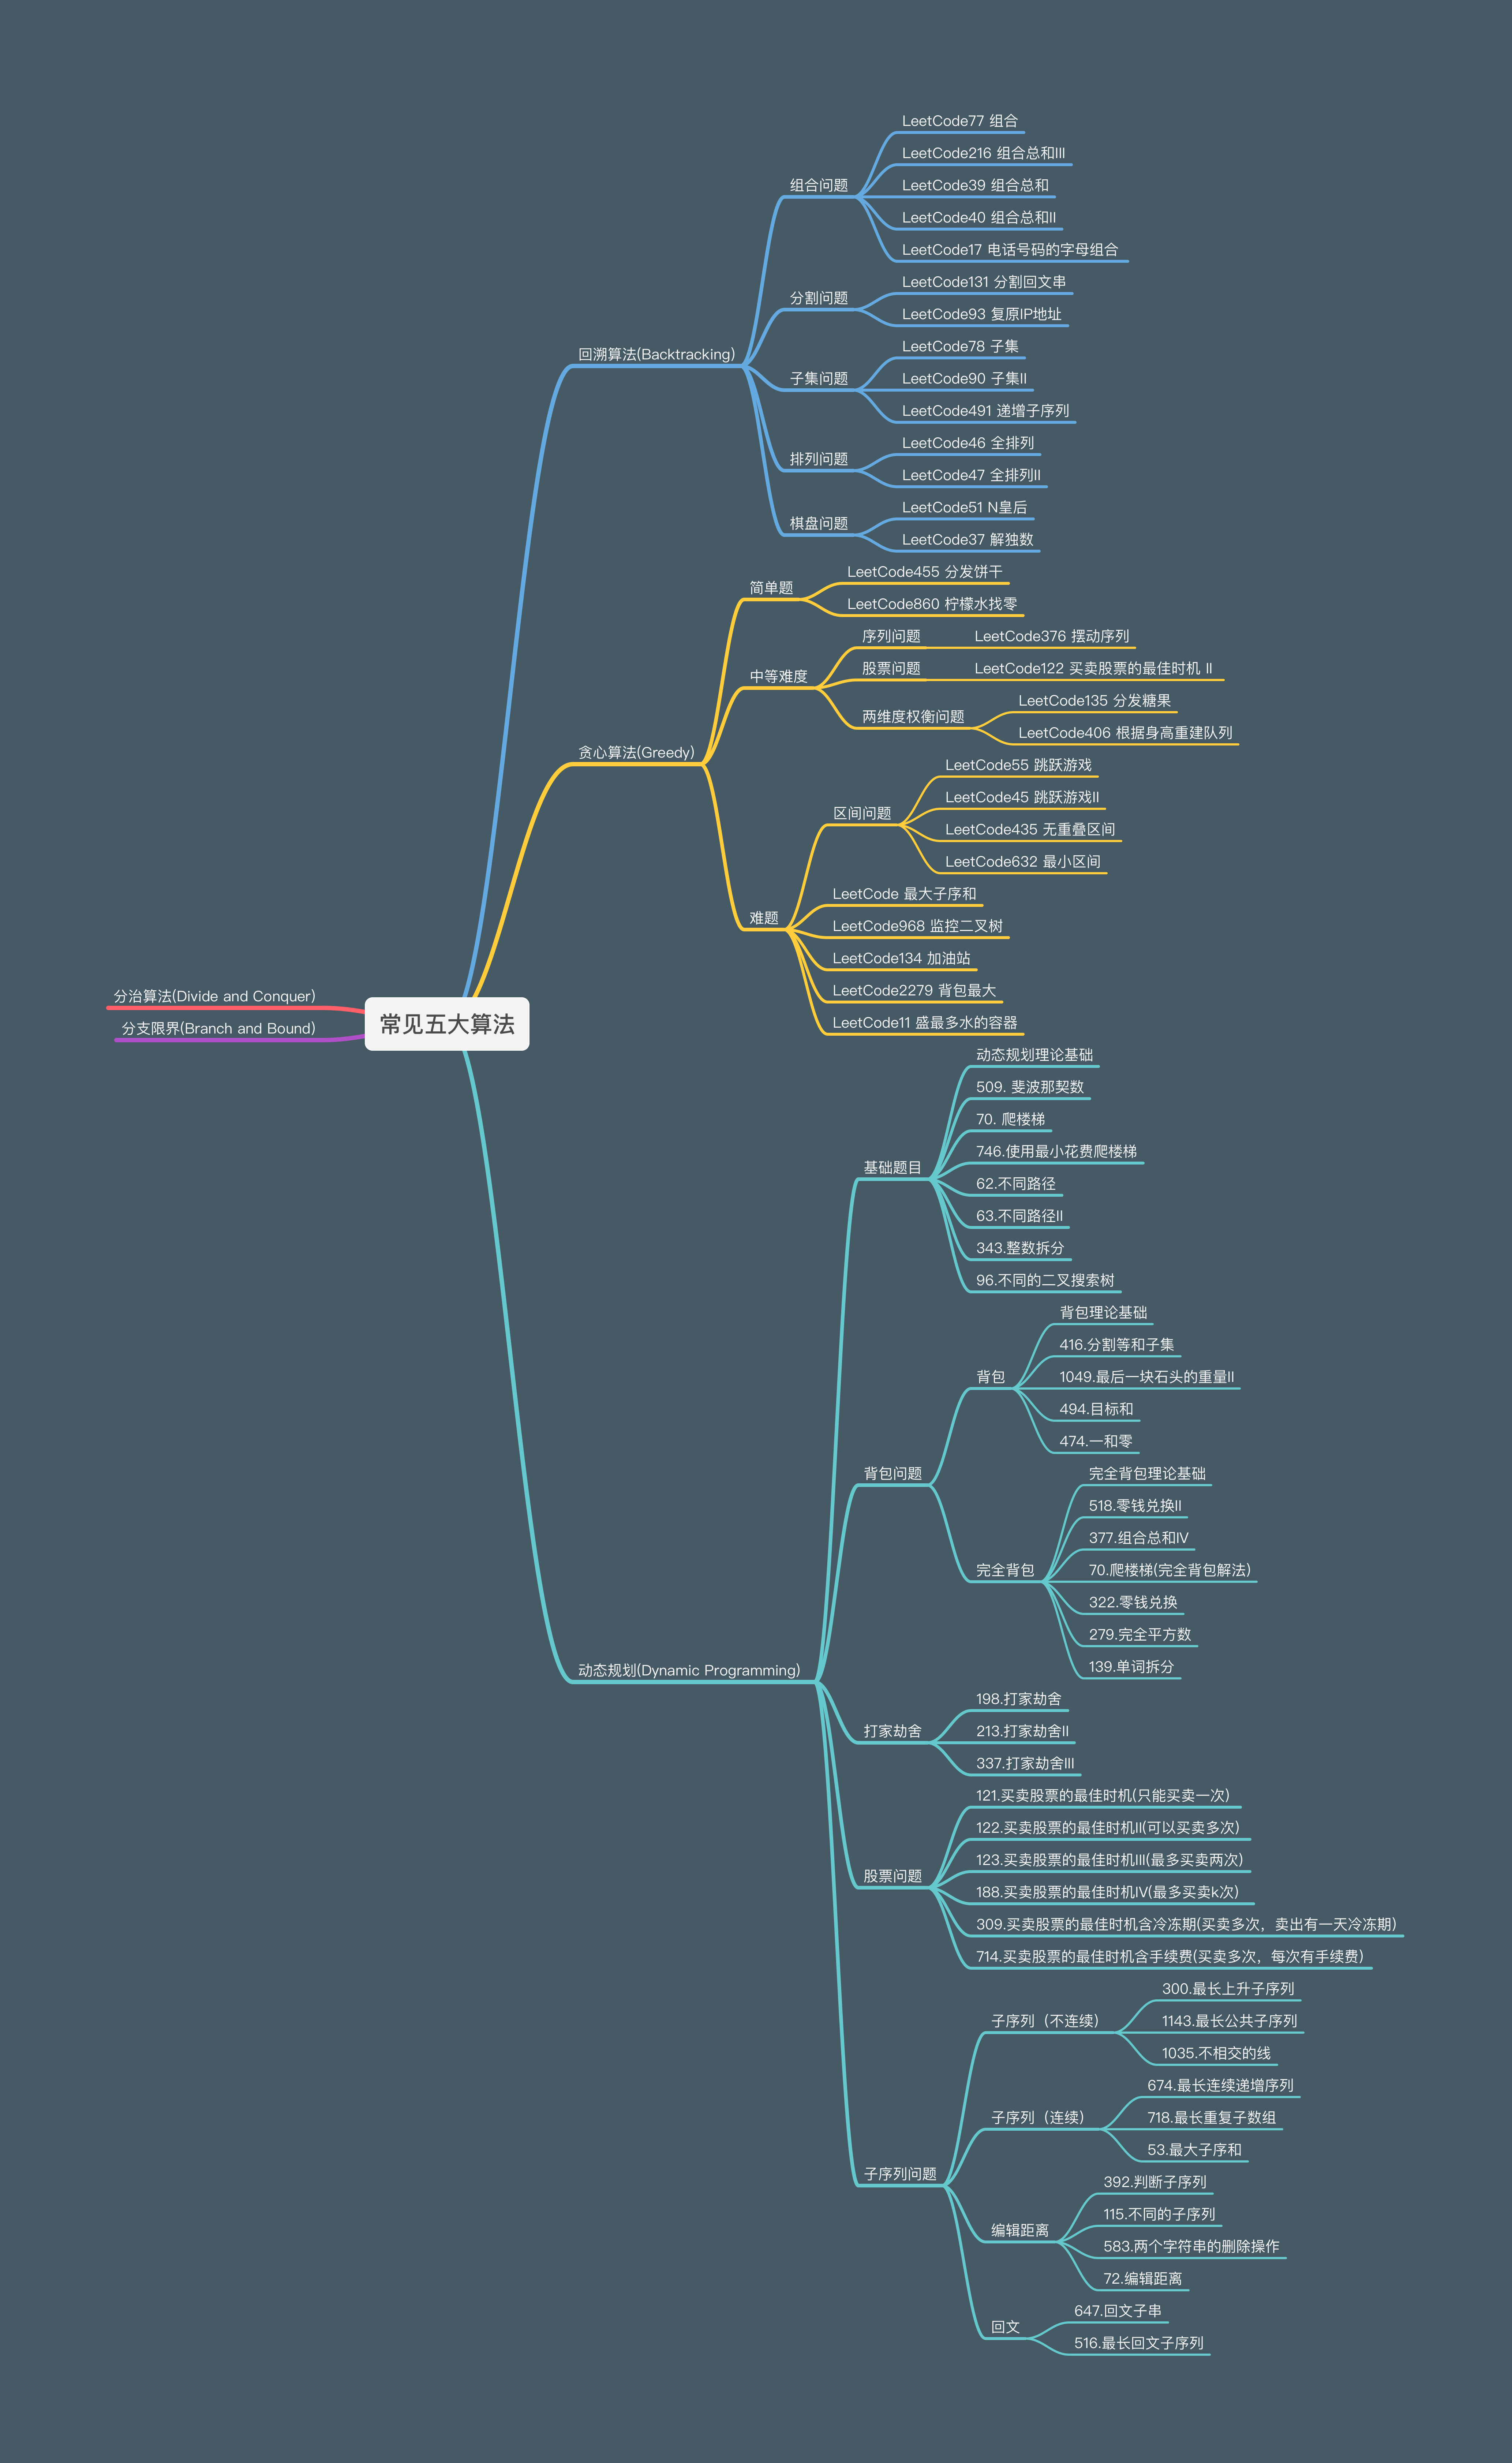 常见五大算法
回溯算法(Backtracking)
组合问题
LeetCode77 组合
LeetCode216 组合总和III
LeetCode39 组合总和
LeetCode40 组合总和II
LeetCode17 电话号码的字母组合
分割问题
LeetCode131 分割回文串
LeetCode93 复原IP地址
子集问题
LeetCode78 子集
LeetCode90 子集II
LeetCode491 递增子序列
排列问题
LeetCode46 全排列
LeetCode47 全排列II
棋盘问题
LeetCode51 N皇后
LeetCode37 解独数
贪心算法(Greedy)
简单题
LeetCode455 分发饼干
LeetCode860 柠檬水找零
中等难度
序列问题
LeetCode376 摆动序列
股票问题
LeetCode122 买卖股票的最佳时机 II
两维度权衡问题
LeetCode135 分发糖果
LeetCode406 根据身高重建队列
难题
区间问题
LeetCode55 跳跃游戏
LeetCode45 跳跃游戏II
LeetCode435 无重叠区间
LeetCode632 最小区间
LeetCode 最大子序和
LeetCode968 监控二叉树
LeetCode134 加油站
LeetCode2279 背包最大
LeetCode11 盛最多水的容器
动态规划(Dynamic Programming)
基础题目
动态规划理论基础
509. 斐波那契数
70. 爬楼梯
746.使用最小花费爬楼梯
62.不同路径
63.不同路径II
343.整数拆分
96.不同的二叉搜索树
背包问题
背包
背包理论基础
416.分割等和子集
1049.最后一块石头的重量II
494.目标和
474.一和零
完全背包
完全背包理论基础
518.零钱兑换II
377.组合总和IV
70.爬楼梯(完全背包解法)
322.零钱兑换
279.完全平方数
139.单词拆分
打家劫舍
198.打家劫舍
213.打家劫舍II
337.打家劫舍III
股票问题
121.买卖股票的最佳时机(只能买卖一次)
122.买卖股票的最佳时机II(可以买卖多次)
123.买卖股票的最佳时机III(最多买卖两次)
188.买卖股票的最佳时机IV(最多买卖k次)
309.买卖股票的最佳时机含冷冻期(买卖多次，卖出有一天冷冻期)
714.买卖股票的最佳时机含手续费(买卖多次，每次有手续费)
子序列问题
子序列（不连续）
300.最长上升子序列
1143.最长公共子序列
1035.不相交的线
子序列（连续）
674.最长连续递增序列
718.最长重复子数组
53.最大子序和
编辑距离
392.判断子序列
115.不同的子序列
583.两个字符串的删除操作
72.编辑距离
回文
647.回文子串
516.最长回文子序列
分治算法(Divide and Conquer)
分支限界(Branch and Bound)